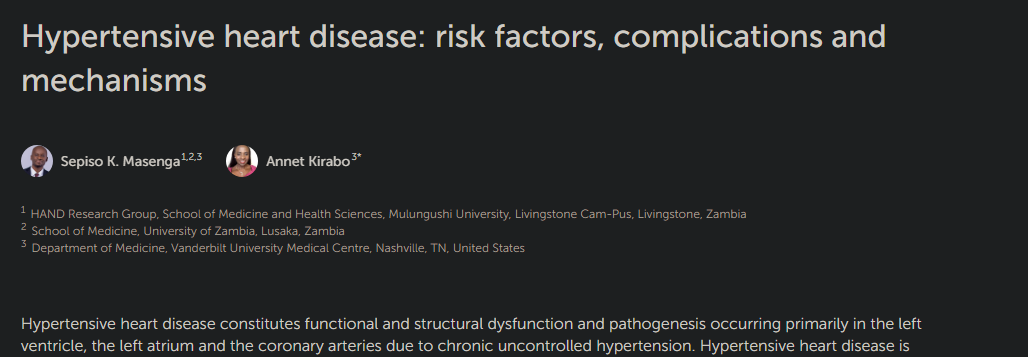 Hypertensive heart disease: risk factors, complications and
mechanisms
Sepiso K. Masenga1,2,3 Annet Kirabo3*
1 HAND Research Group, School of Medicine and Health Sciences, Mulungushi University, Livingstone Cam-Pus, Livingstone, Zambia
2 School of Medicine, University of Zambia, Lusaka, Zambia
3 Department of Medicine, Vanderbilt University Medical Centre, Nashville, TN, United States
Hypertensive heart disease constitutes functional and structural dysfunction and pathogenesis occurring primarily in the left
ventricle, the left atrium and the coronary arteries due to chronic uncontrolled hypertension. Hypertensive heart disease is